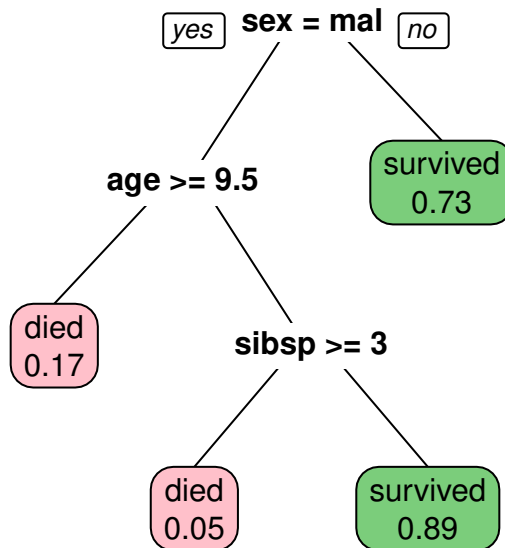 yes sex = mal no
age >= 9.5
survived
0.73
died
0.17
sibsp >= 3
died
0.05
survived
0.89